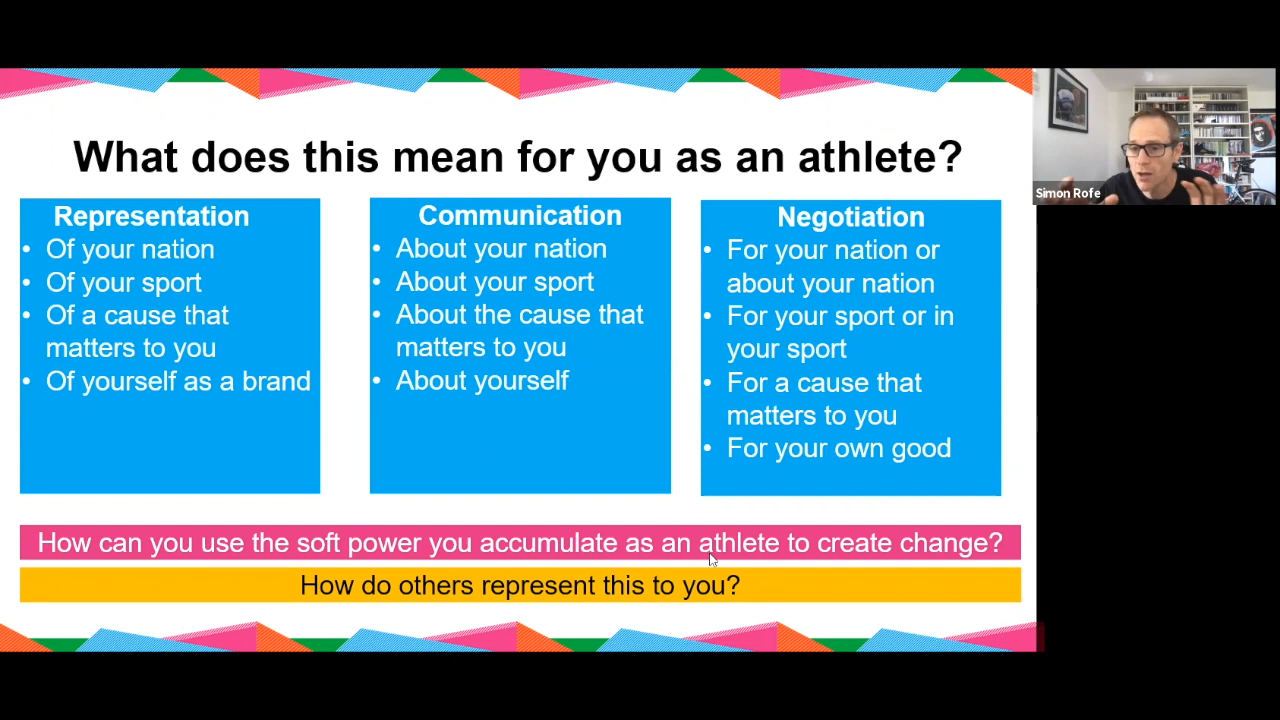 What does this mean for you as an athlete?
Representation
• Of your nation
• Of your sport
• Of a cause that
matters to you
• Of yourself as a brand
Communication
• About your nation
• About your sport
• About the cause that
matters to you
• About yourself
Negotiation
• For your nation or
about your nation
• For your sport or in
your sport
• For a cause that
matters to you
• For your own good
How can you use the soft power you accumulate as an athlete to create change?
How do others represent this to you?
Simon Rofe